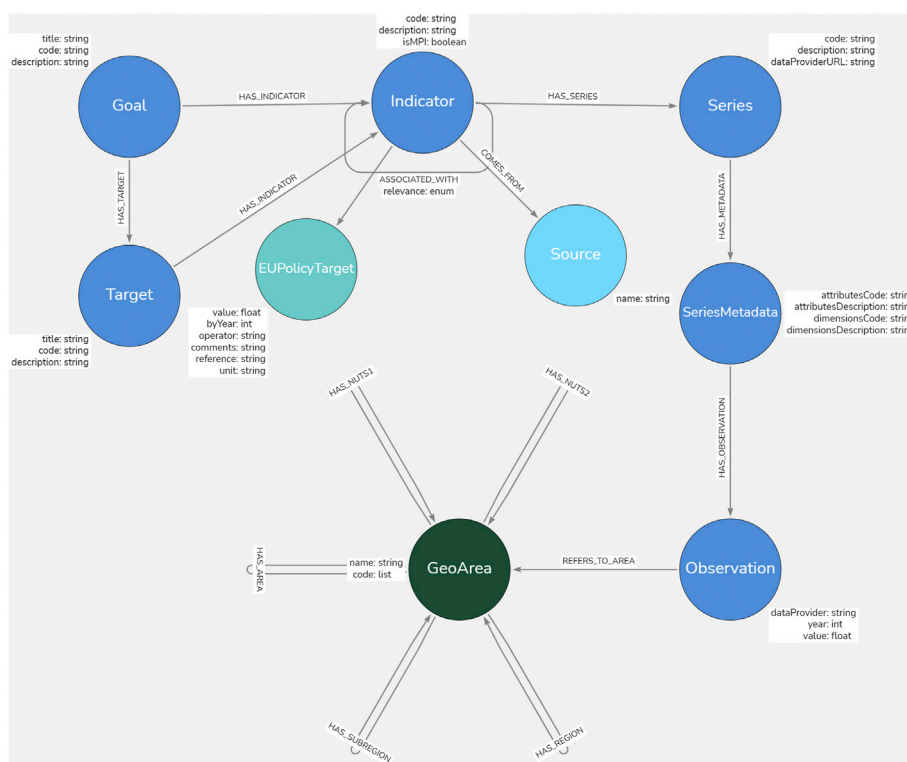 code: string
description: string
isMPI: boolean
title: string
code: string
description: string
code: string
description: string
dataProviderURL: string
Goal
HAS_INDICATOR
Indicator
HAS_SERIES
Series
HAS_TARGET
HAS_INDICATOR
ASSOCIATED_WITH
relevance: enum
COMES_FROM
HAS_METADATA
EUPolicyTarget
Source
Target
name: string
SeriesMetadata
attributesCode: strin
attributesDescription: strin
dimensionsCode: strin
dimensionsDescription: strin
value: float
byYear: int
operator: string
comments: string
reference: string
unit: string
title: string
code: string
description: string
HAS_NUTS1
HAS_NUTS2
HAS_OBSERVATION
HAS_AREA
name: string
code: list
GeoArea
REFERS_TO_AREA
Observation
dataProvider: string
year: int
value: float
HAS_SUBREGION
HAS_REGION